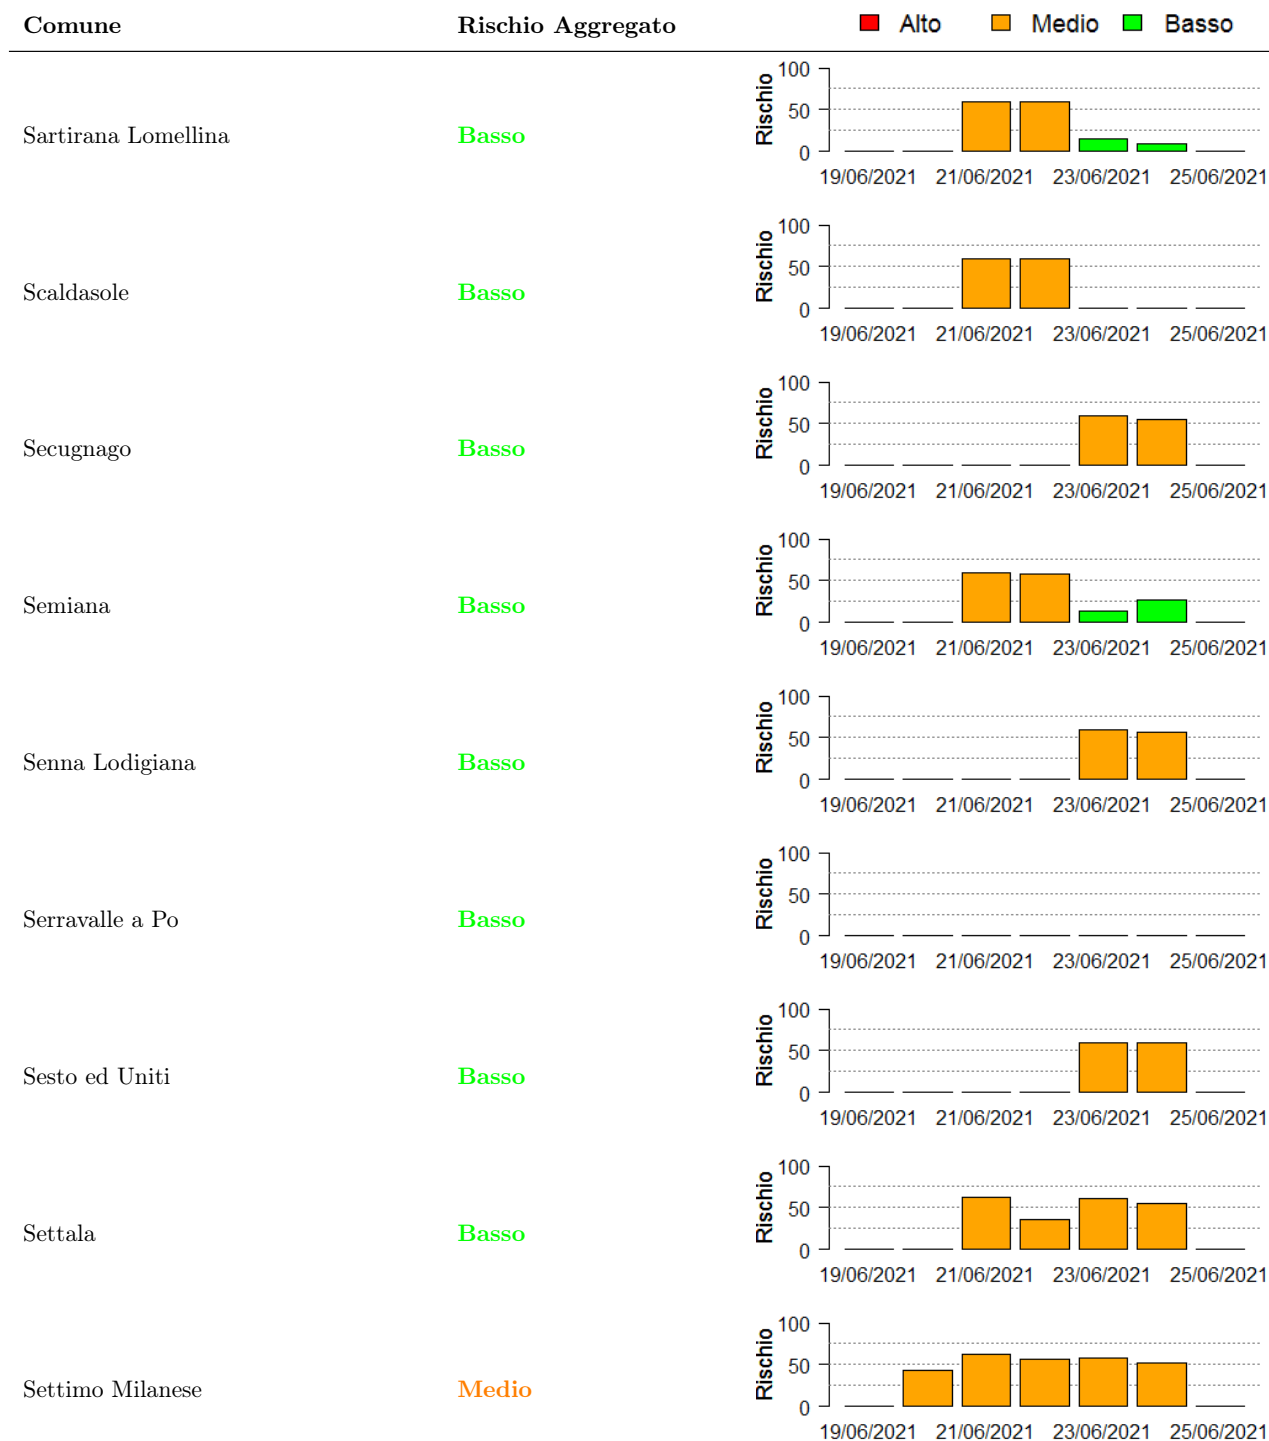 Comune Rischio Aggregato Alto Medio Basso
Sartirana Lomellina Basso
Rischio
100
50
0
19/06/2021 21/06/2021 23/06/2021 25/06/2021
Scaldasole Basso
Rischio
100
50
0
19/06/2021 21/06/2021 23/06/2021 25/06/2021
Secugnago Basso
Rischio
100
50
0
19/06/2021 21/06/2021 23/06/2021 25/06/2021
Semiana Basso
Rischio
100
50
0
19/06/2021 21/06/2021 23/06/2021 25/06/2021
Senna Lodigiana Basso
Rischio
100
50
0
19/06/2021 21/06/2021 23/06/2021 25/06/2021
Serravalle a Po Basso
Rischio
100
50
0
19/06/2021 21/06/2021 23/06/2021 25/06/2021
Sesto ed Uniti Basso
Rischio
100
50
0
19/06/2021 21/06/2021 23/06/2021 25/06/2021
Settala Basso
Rischio
100
50
0
19/06/2021 21/06/2021 23/06/2021 25/06/2021
Settimo Milanese Medio
Rischio
100
50
0
19/06/2021 21/06/2021 23/06/2021 25/06/2021